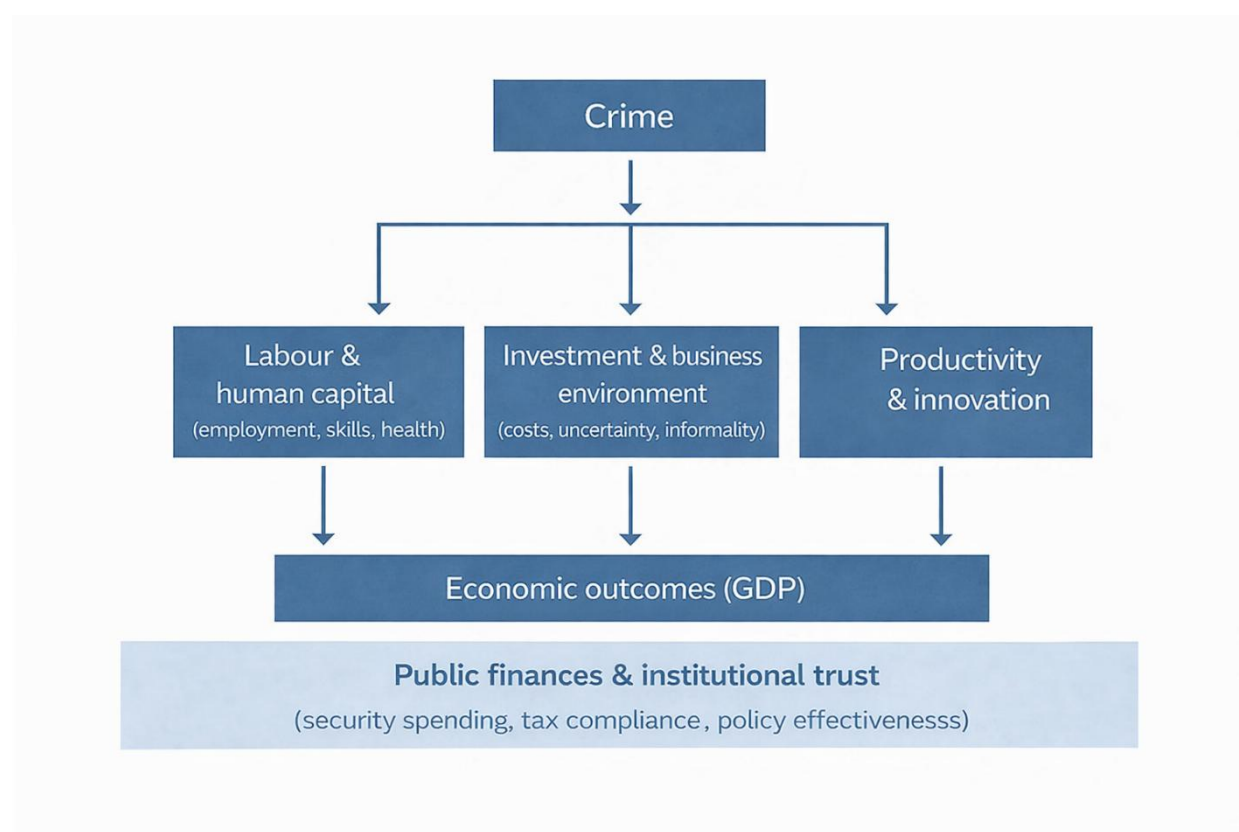 Crime
Labour &
human capital
(employment, skills, health)
Investment & business
environment
(costs, uncertainty, informality)
Productivity
& innovation
Economic outcomes (GDP)
Public finances & institutional trust
(security spending, tax compliance, policy effectivenesss)